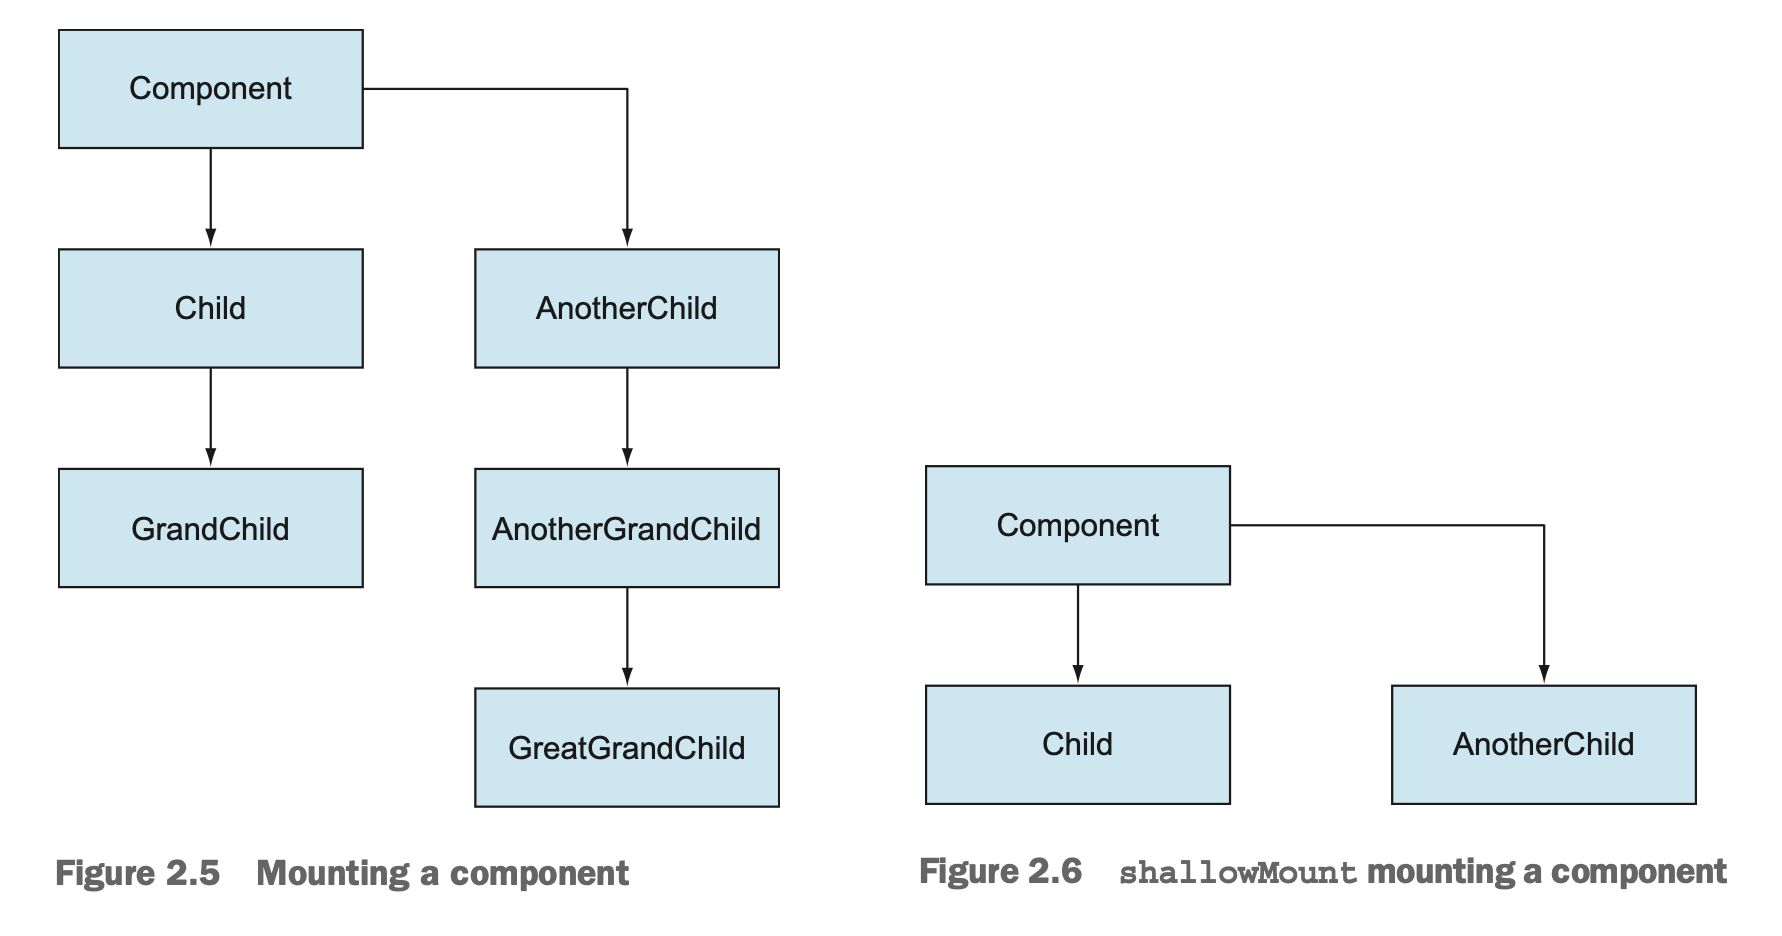 Component
Child
AnotherChild
GrandChild
AnotherGrandChild
GreatGrandChild
Figure 2.5 Mounting a component
Component
Child
AnotherChild
Figure 2.6 shallowMount mounting a component